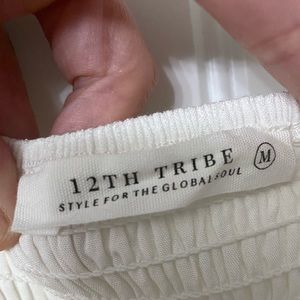 12TH TRIBE
STYLE FOR THE GLOBAL SOUL
M